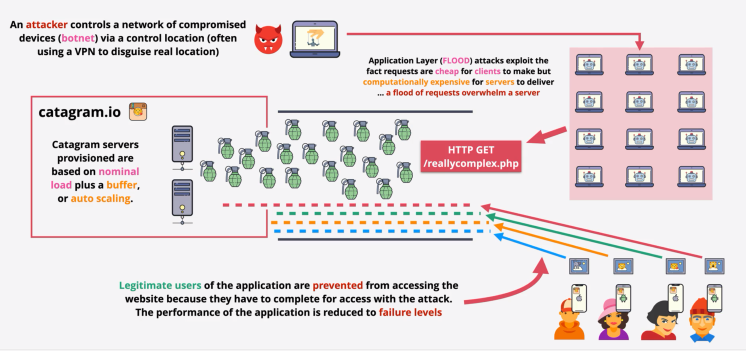 An attacker controls a network of compromised
devices (botnet) via a control location (often
using a VPN to disguise real location)
Application Layer (FLOOD) attacks exploit the
fact requests are cheap for clients to make but
computationally expensive for servers to deliver
... a flood of requests overwhelm a server
catagram.io
Catagram servers
provisioned are
based on nominal
load plus a buffer,
or auto scaling.
HTTP GET
/reallycomplex.php
Legitimate users of the application are prevented from accessing the
website because they have to complete for access with the attack.
The performance of the application is reduced to failure levels